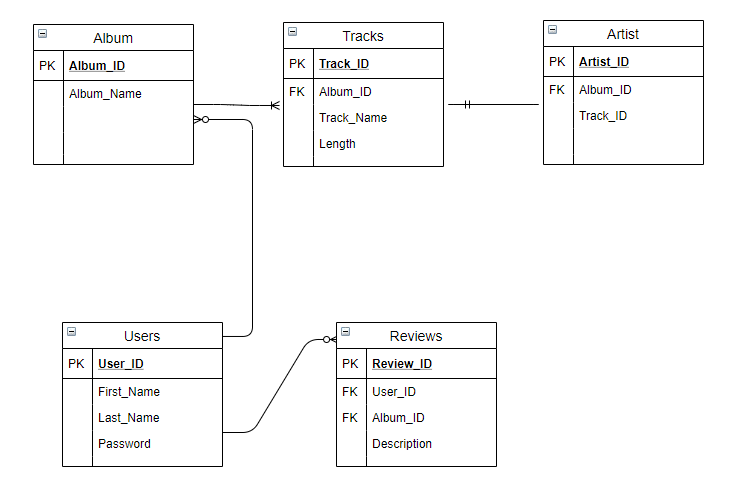 Album
PK Album_ID
Album_Name
Tracks
PK Track_ID
FK Album_ID
Track_Name
Length
Artist
PK Artist_ID
FK Album_ID
Track_ID
Users
PK User_ID
First_Name
Last_Name
Password
Reviews
PK Review_ID
FK User_ID
FK Album_ID
Description